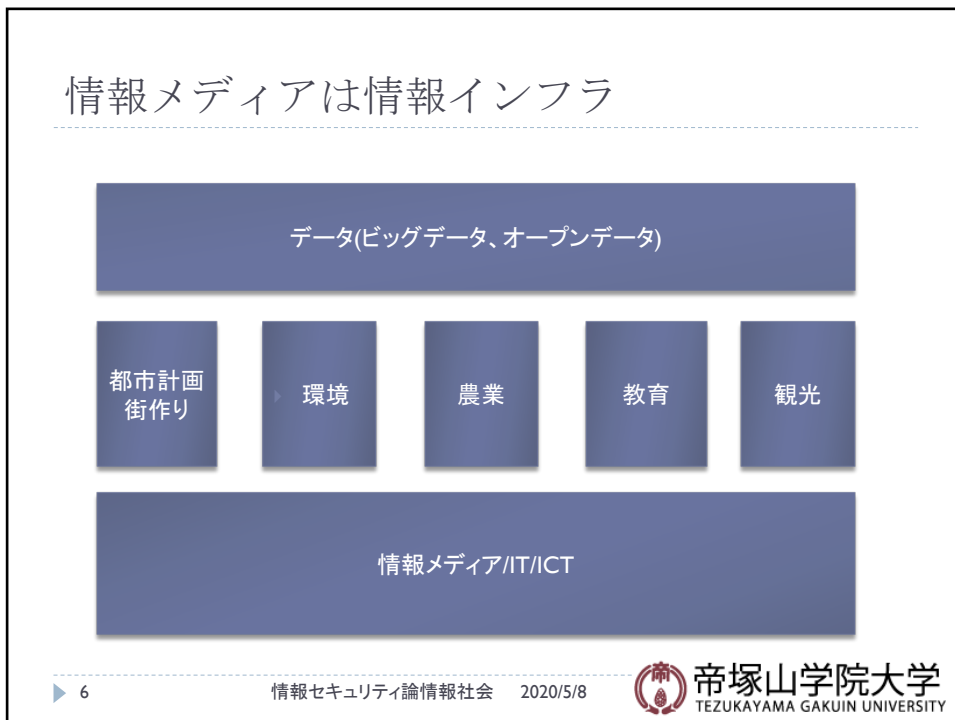 情報メディアは情報インフラ
データ(ビッグデータ、オープンデータ)
都市計画
街作り
環境
農業
教育
観光
情報メディア/IT/ICT
6
情報セキュリティ論情報社会 2020/5/8
帝
帝塚山学院大学
TEZUKAYAMA GAKUIN UNIVERSITY